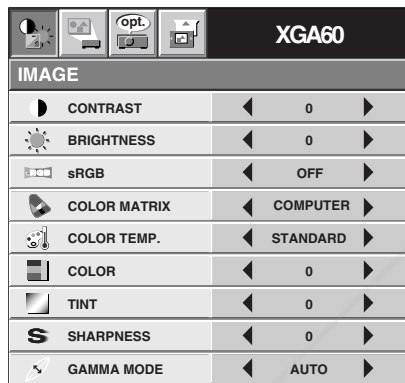 opt.
XGA60
IMAGE
CONTRAST 0
BRIGHTNESS 0
sRGB OFF
COLOR MATRIX COMPUTER
COLOR TEMP. STANDARD
COLOR 0
TINT 0
S SHARPNESS 0
GAMMA MODE AUTO